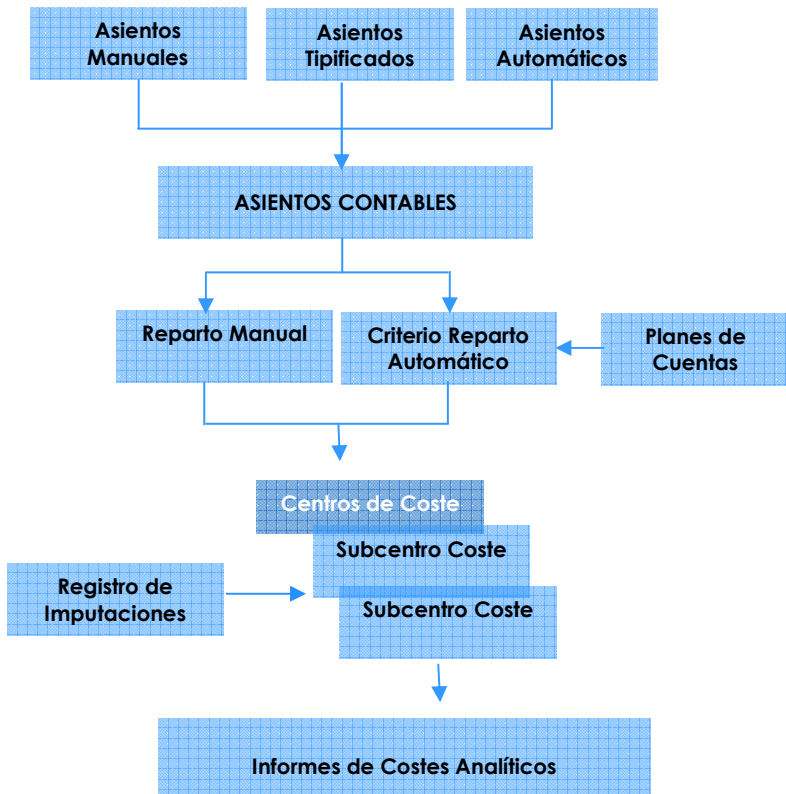 Asientos
Manuales
Asientos
Tipificados
Asientos
Automáticos
ASIENTOS CONTABLES
Reparto Manual
Criterio Reparto
Automático
Planes de
Cuentas
Centros de Coste
Subcentro Coste
Registro de
Imputaciones
Subcentro Coste
Informes de Costes Analíticos